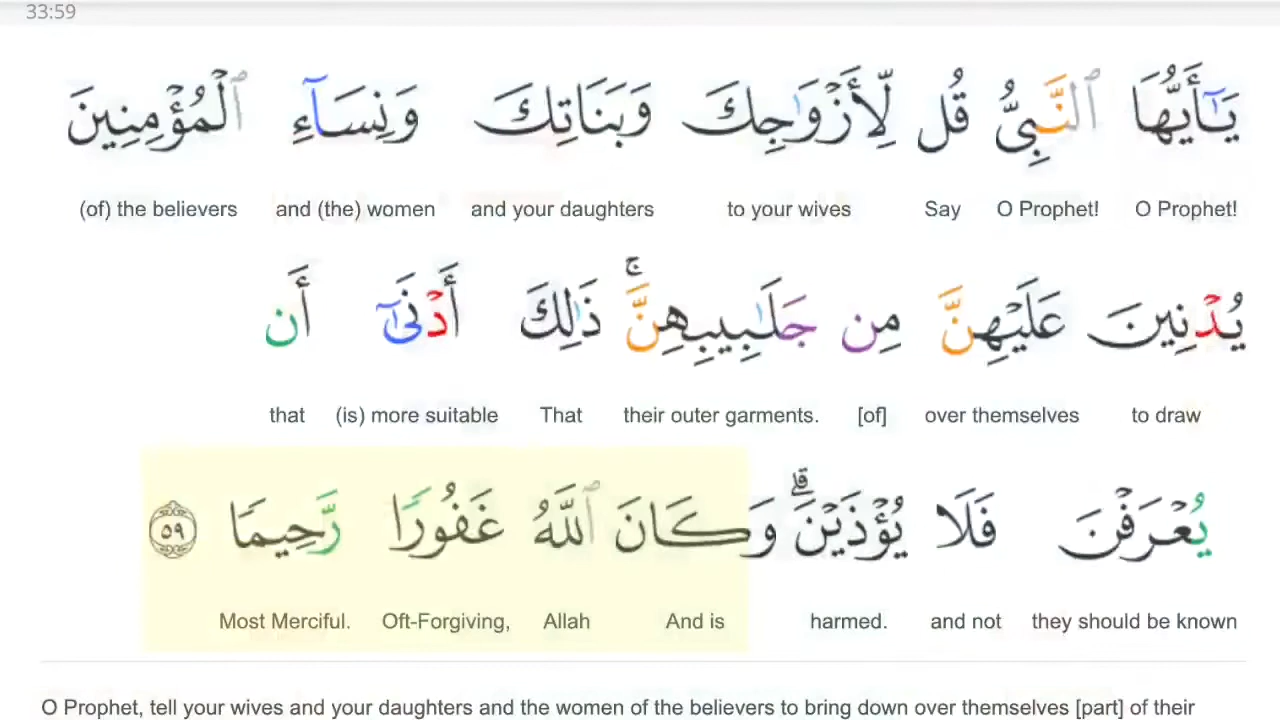 33:59
يَـٰٓأَيُّهَا ٱلنَّبِىُّ قُل لِّأَزْوَٰجِكَ وَبَنَاتِكَ وَنِسَآءِ ٱلْمُؤْمِنِينَ
(of) the believers and (the) women and your daughters to your wives Say O Prophet! O Prophet!
يُدْنِينَ عَلَيْهِنَّ مِن جَلَـٰبِيبِهِنَّ ۚ ذَٰلِكَ أَدْنَىٰٓ أَن
that (is) more suitable That their outer garments. [of] over themselves to draw
يُعْرَفْنَ فَلَا يُؤْذَيْنَ ۗ وَكَانَ ٱللَّهُ غَفُورًا رَّحِيمًا ٥٩
Most Merciful. Oft-Forgiving, Allah And is harmed. and not they should be known
O Prophet, tell your wives and your daughters and the women of the believers to bring down over themselves [part] of their